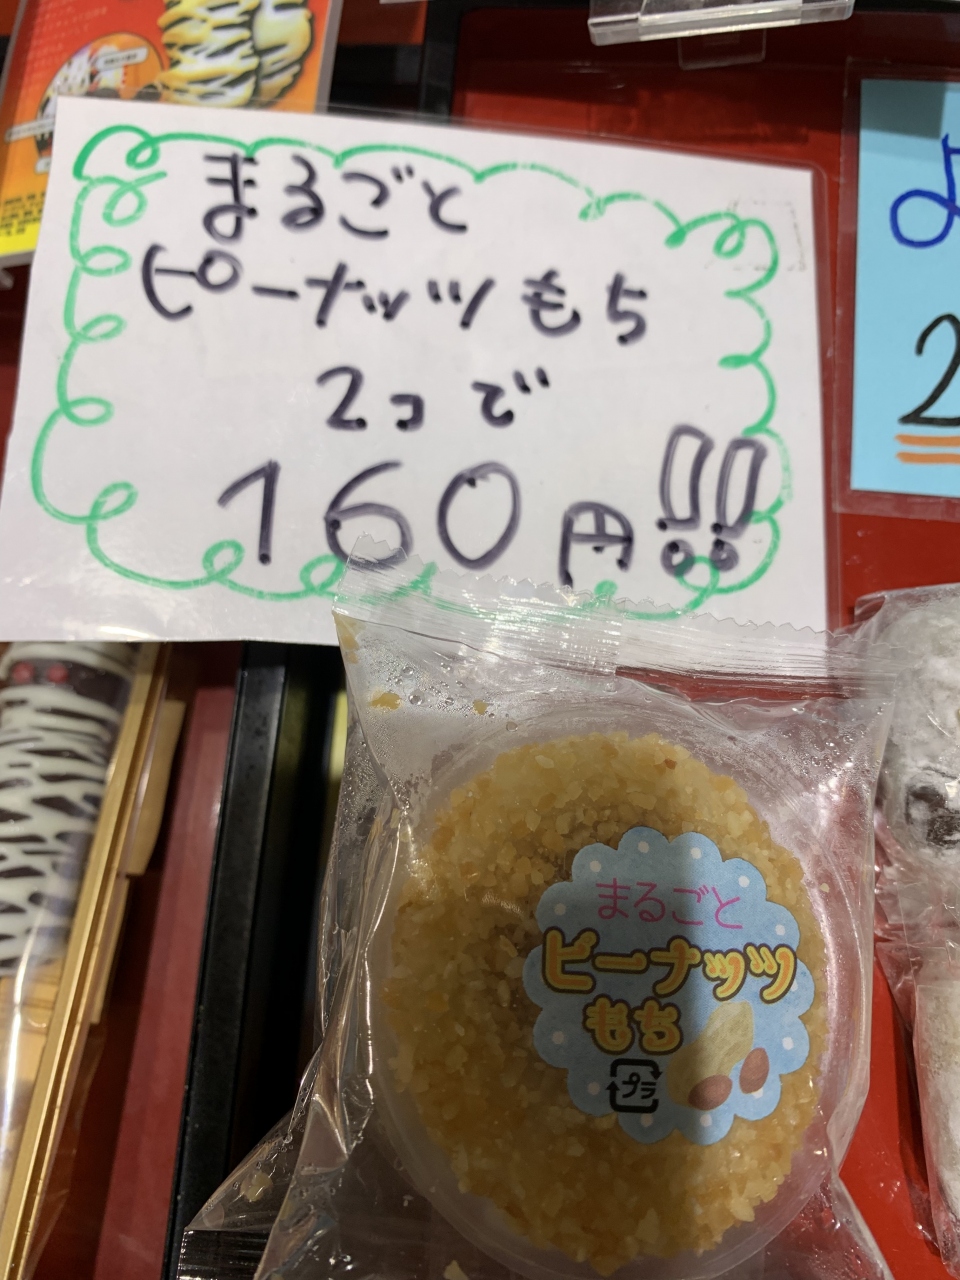 まるごと
ピーナッツもち
2コで
160円!!
2
まるごと
ピーナッツ
もち
プラ